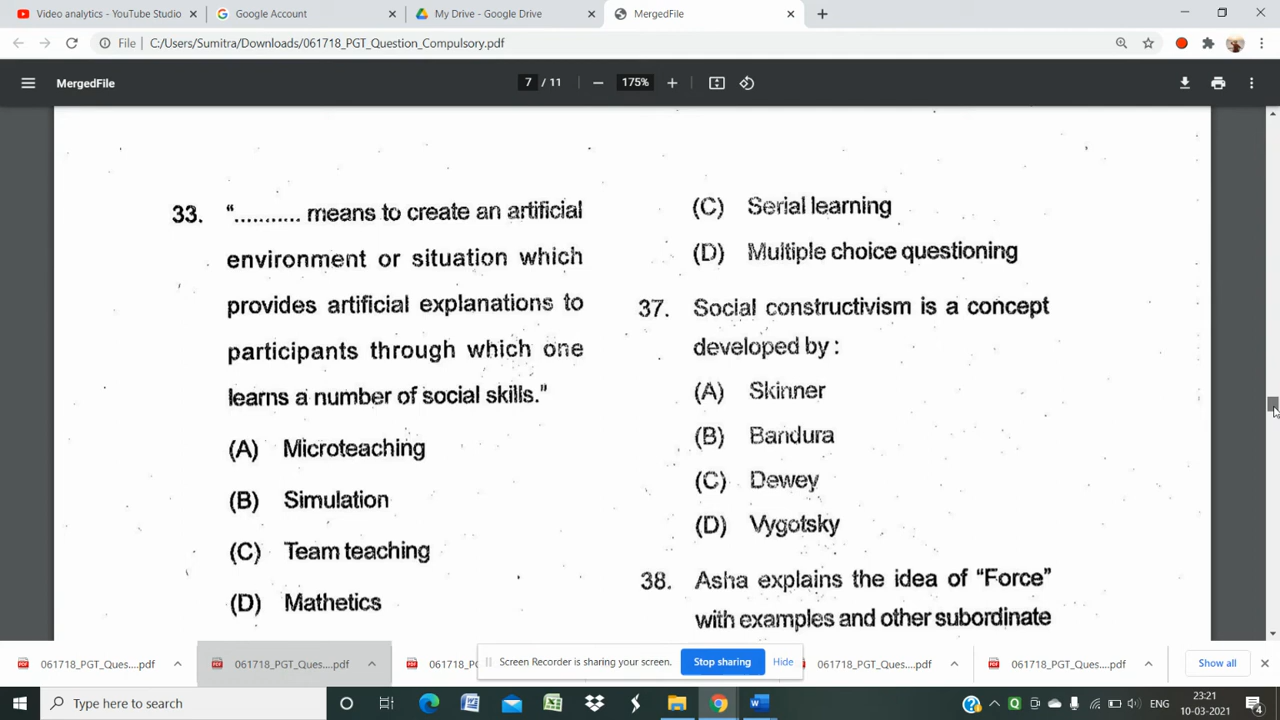 Video analytics - YouTube Studio
Google Account
My Drive - Google Drive
MergedFile
File
C:/Users/Sumitra/Downloads/061718_PGT_Question_Compulsory.pdf
MergedFile
7 / 11
175%
33. “........... means to create an artificial
environment or situation which
provides artificial explanations to
participants through which one
learns a number of social skills.”
(A) Microteaching
(B) Simulation
(C) Team teaching
(D) Mathetics
(C) Serial learning
(D) Multiple choice questioning
37. Social constructivism is a concept
developed by :
(A) Skinner
(B) Bandura
(C) Dewey
(D) Vygotsky
38. Asha explains the idea of “Force”
with examples and other subordinate
061718_PGT_Ques....pdf
061718_PGT_Ques....pdf
061718_PG
Screen Recorder is sharing your screen.
Stop sharing
Hide
061718_PGT_Ques....pdf
061718_PGT_Ques....pdf
Show all
Type here to search
ENG
23:21
10-03-2021
4